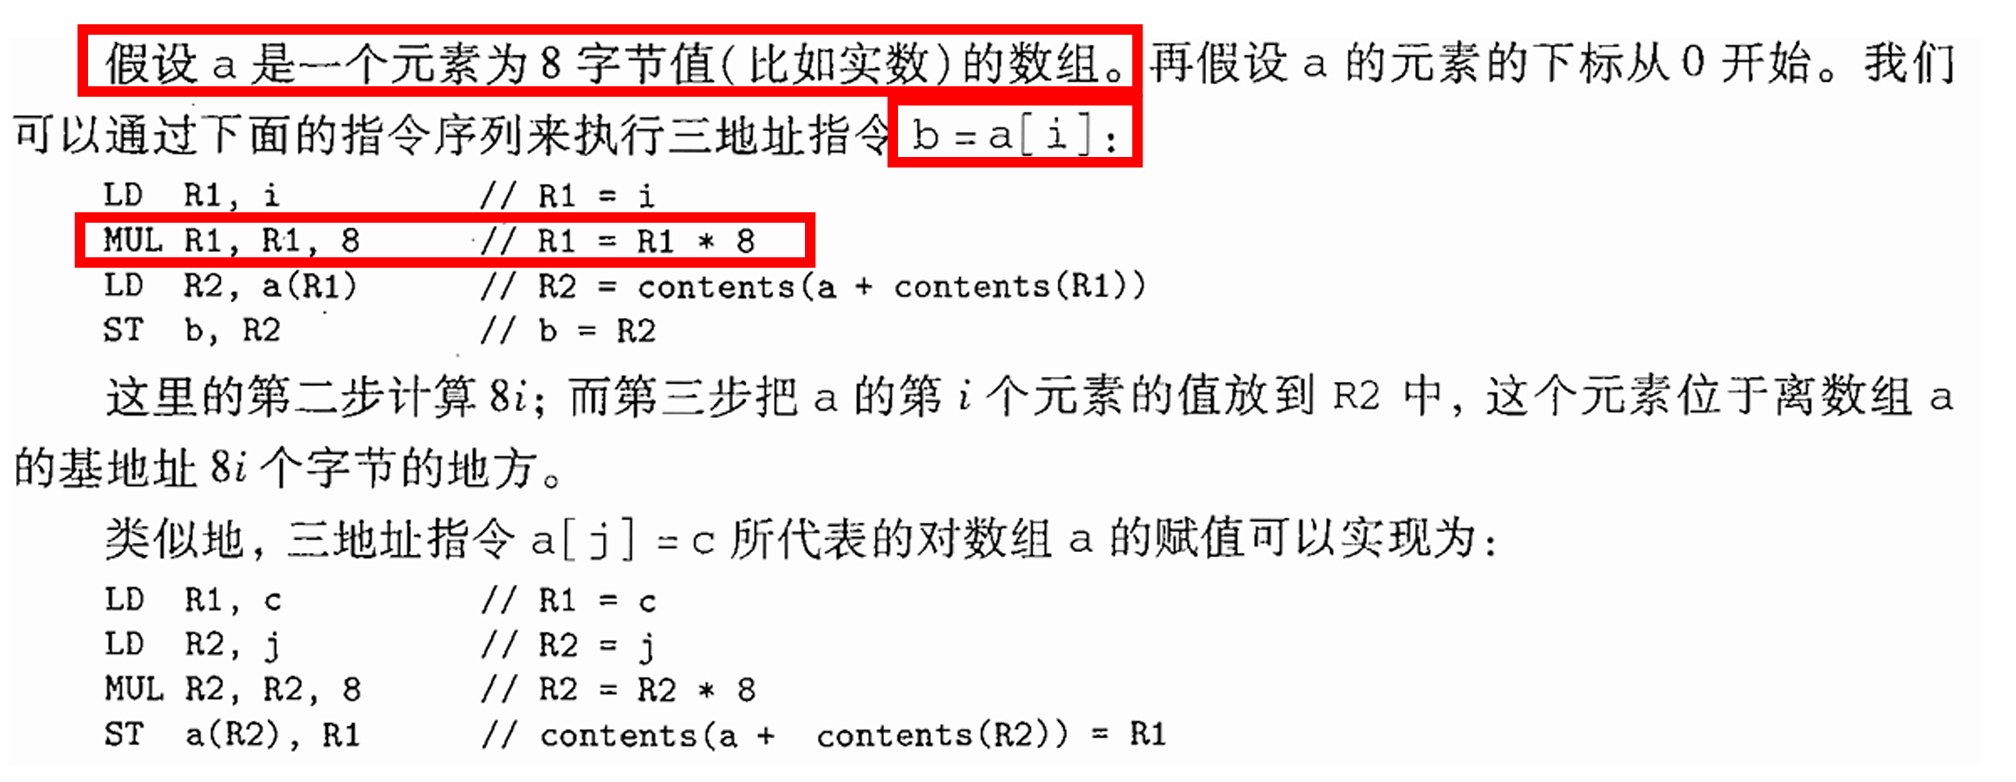 假设 a 是一个元素为 8 字节值(比如实数)的数组。再假设 a 的元素的下标从 0 开始。我们
可以通过下面的指令序列来执行三地址指令 b = a[i]:
LD R1, i // R1 = i
MUL R1, R1, 8 // R1 = R1 * 8
LD R2, a(R1) // R2 = contents(a + contents(R1))
ST b, R2 // b = R2
这里的第二步计算 8i; 而第三步把 a 的第 i 个元素的值放到 R2 中, 这个元素位于离数组 a
的基地址 8i 个字节的地方。
类似地, 三地址指令 a[j] = c 所代表的对数组 a 的赋值可以实现为:
LD R1, c // R1 = c
LD R2, j // R2 = j
MUL R2, R2, 8 // R2 = R2 * 8
ST a(R2), R1 // contents(a + contents(R2)) = R1